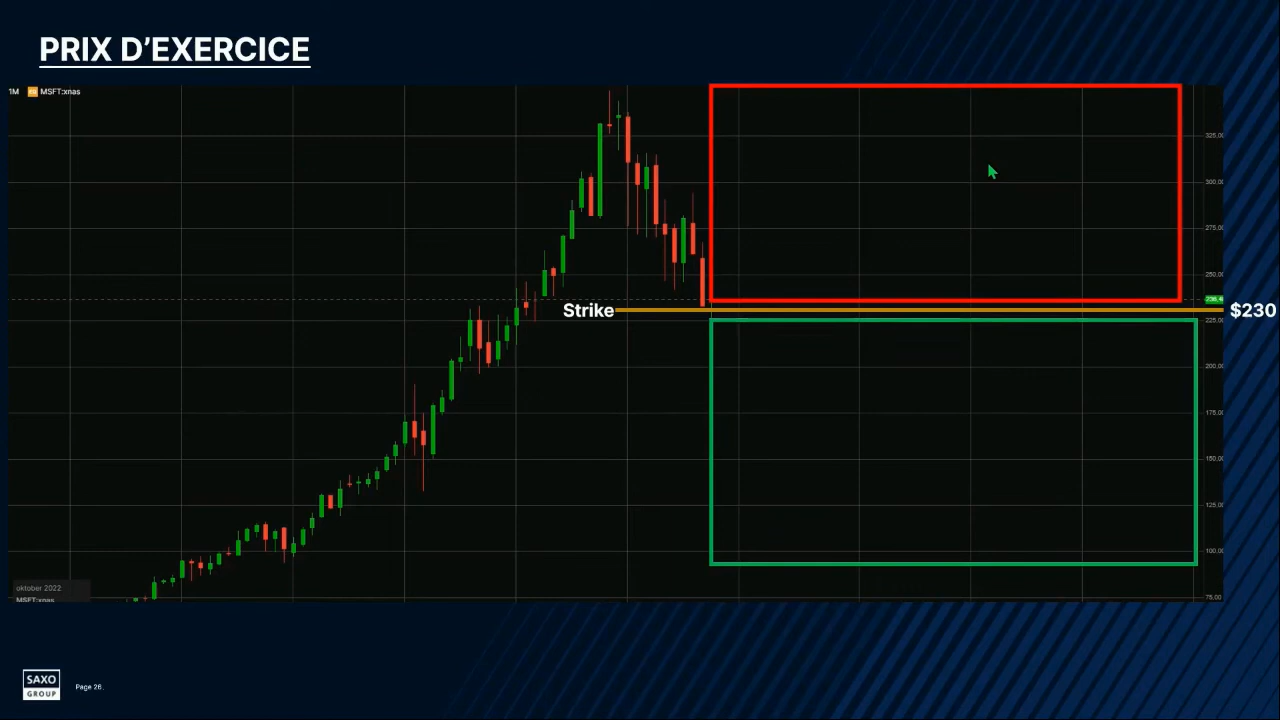 PRIX D'EXERCICE
1M MSFT:xnas
325,00
300,00
275,00
250,00
Strike
$230
225,00
200,00
175,00
150,00
125,00
100,00
75,00
oktober 2022
MSFT:xnas
SAXO
GROUP
Page 26.